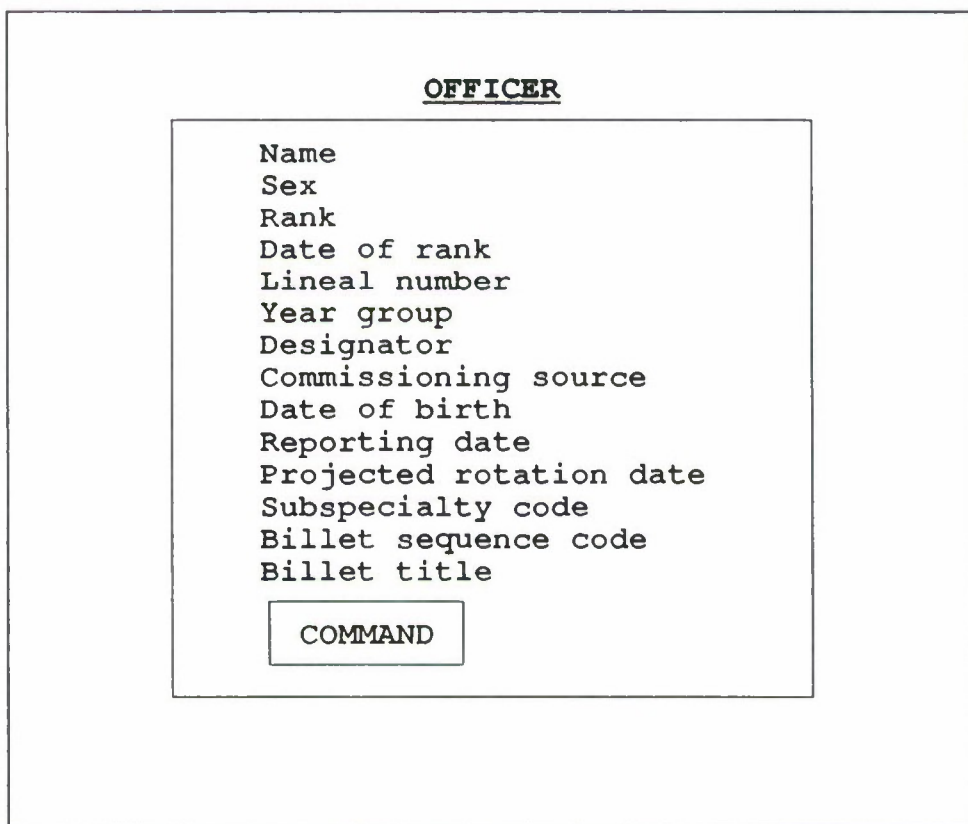 OFFICER
Name
Sex
Rank
Date of rank
Lineal number
Year group
Designator
Commissioning source
Date of birth
Reporting date
Projected rotation date
Subspecialty code
Billet sequence code
Billet title
COMMAND